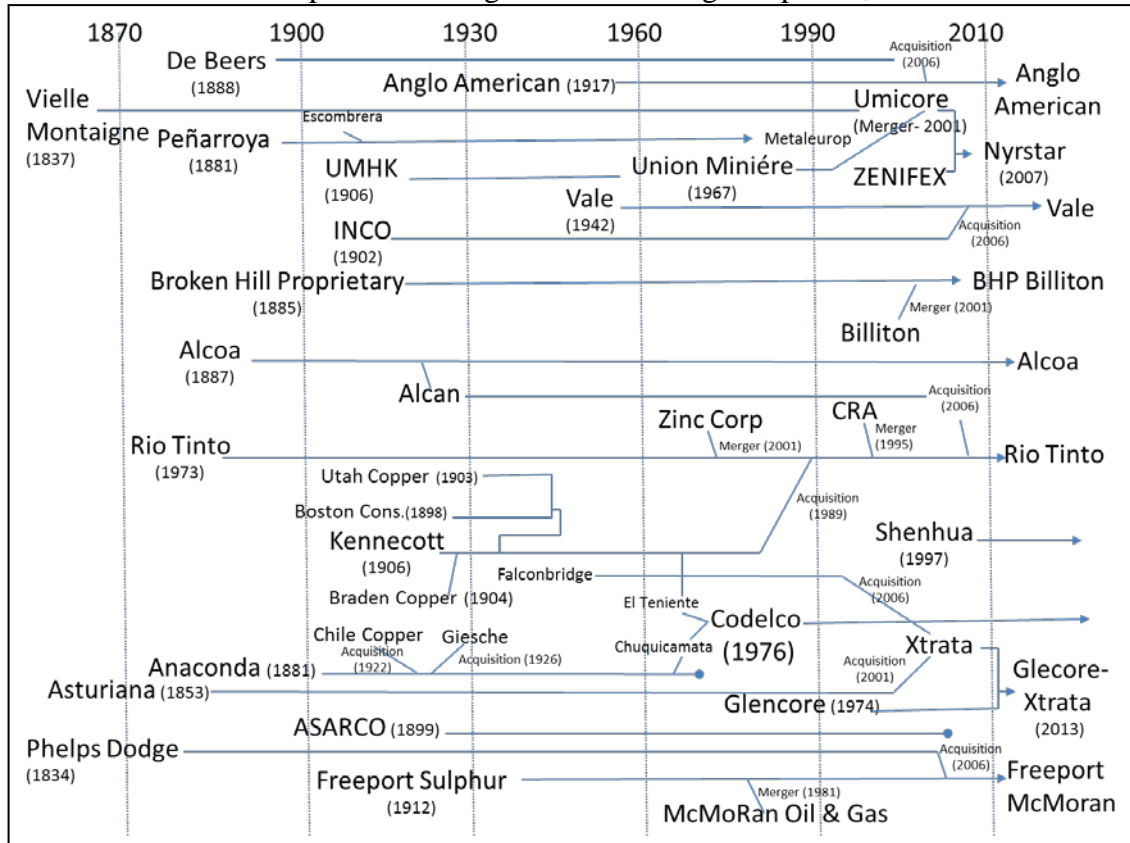 1870 1900 1930 1960 1990 2010
De Beers
(1888)
Acquisition
(2006)
Anglo American (1917)
Anglo
American
Vielle
Montaigne
(1837)
Escombrera
Peñarroya
(1881)
Metaleurop
Umicore
(Merger- 2001)
UMHK
(1906)
Union Miniére
(1967)
ZENIFEX
Nyrstar
(2007)
Vale
(1942)
Vale
INCO
(1902)
Acquisition
(2006)
Broken Hill Proprietary
(1885)
BHP Billiton
Merger (2001)
Billiton
Alcoa
(1887)
Alcoa
Alcan
Acquisition
(2006)
Zinc Corp
Merger (2001)
CRA
Merger
(1995)
Rio Tinto
(1973)
Rio Tinto
Utah Copper (1903)
Boston Cons.(1898)
Acquisition
(1989)
Kennecott
(1906)
Shenhua
(1997)
Falconbridge
Acquisition
(2006)
Braden Copper (1904)
El Teniente
Codelco
(1976)
Chile Copper
Acquisition
(1922)
Giesche
Acquisition (1926)
Chuquicamata
Xtrata
Anaconda (1881)
Acquisition
(2001)
Asturiana (1853)
Glencore (1974)
Glecore-
Xtrata
(2013)
ASARCO (1899)
Phelps Dodge
(1834)
Acquisition
(2006)
Freeport Sulphur
(1912)
Merger (1981)
McMoRan Oil & Gas
Freeport
McMoran